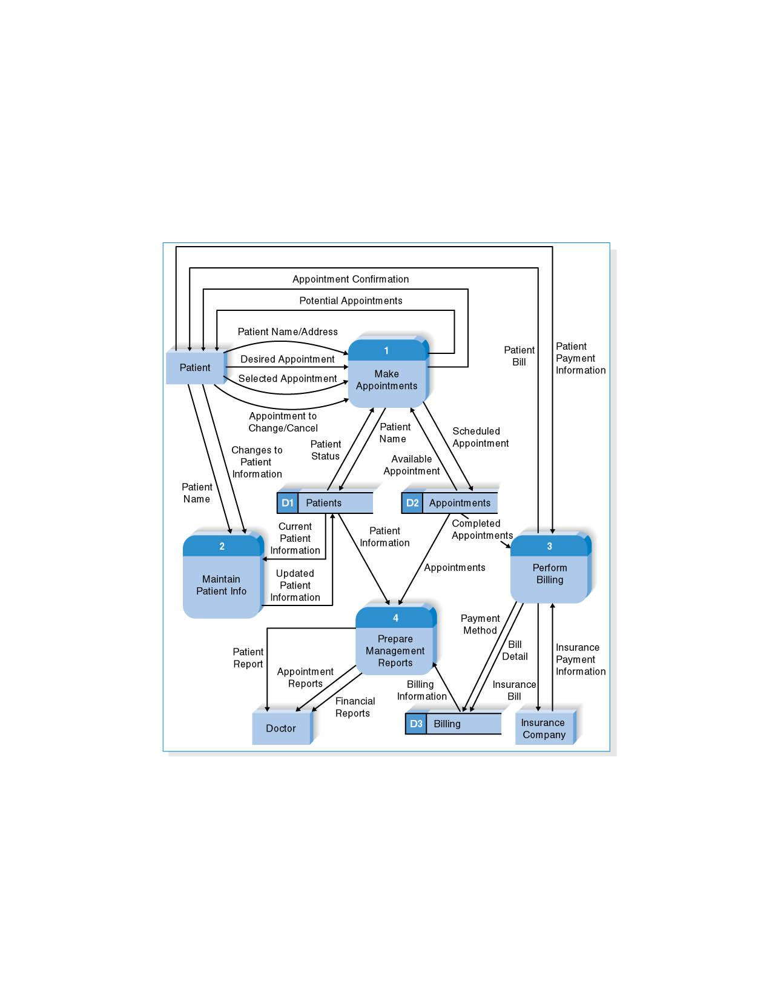 Appointment Confirmation
Potential Appointments
Patient Name/Address
Desired Appointment
Selected Appointment
Appointment to
Change/Cancel
Patient
1
Make
Appointments
Patient
Bill
Patient
Payment
Information
Patient
Name
Scheduled
Appointment
Patient
Status
Available
Appointment
Changes to
Patient
Information
Patient
Name
D1
Patients
D2
Appointments
Current
Patient
Information
Patient
Information
Completed
Appointments
2
Maintain
Patient Info
Updated
Patient
Information
Appointments
3
Perform
Billing
4
Prepare
Management
Reports
Payment
Method
Bill
Detail
Insurance
Payment
Information
Patient
Report
Appointment
Reports
Financial
Reports
Billing
Information
Insurance
Bill
Doctor
D3
Billing
Insurance
Company